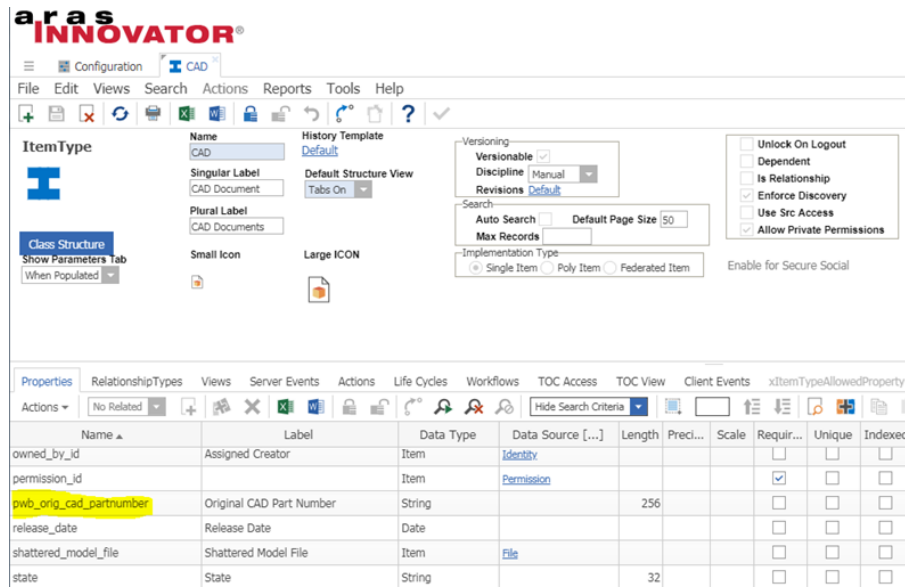 aras
INNOVATOR®
Configuration CAD
File Edit Views Search Actions Reports Tools Help
ItemType
Name
CAD
Singular Label
CAD Document
Plural Label
CAD Documents
Small Icon
Class Structure
Show Parameters Tab
When Populated
History Template
Default
Default Structure View
Tabs On
Large ICON
Versioning
Versionable
Discipline Manual
Revisions Default
Search
Auto Search Default Page Size 50
Max Records
Implementation Type
Single Item Poly Item Federated Item
Unlock On Logout
Dependent
Is Relationship
Enforce Discovery
Use Src Access
Allow Private Permissions
Enable for Secure Social
Properties RelationshipTypes Views Server Events Actions Life Cycles Workflows TOC Access TOC View Client Events xItemTypeAllowedProperty
Actions No Related Hide Search Criteria
Name Label Data Type Data Source [...] Length Preci... Scale Requir... Unique Indexed
owned_by_id Assigned Creator Item Identity
permission_id Item Permission
pwb_orig_cad_partnumber Original CAD Part Number String 256
release_date Release Date Date
shattered_model_file Shattered Model File Item File
state State String 32